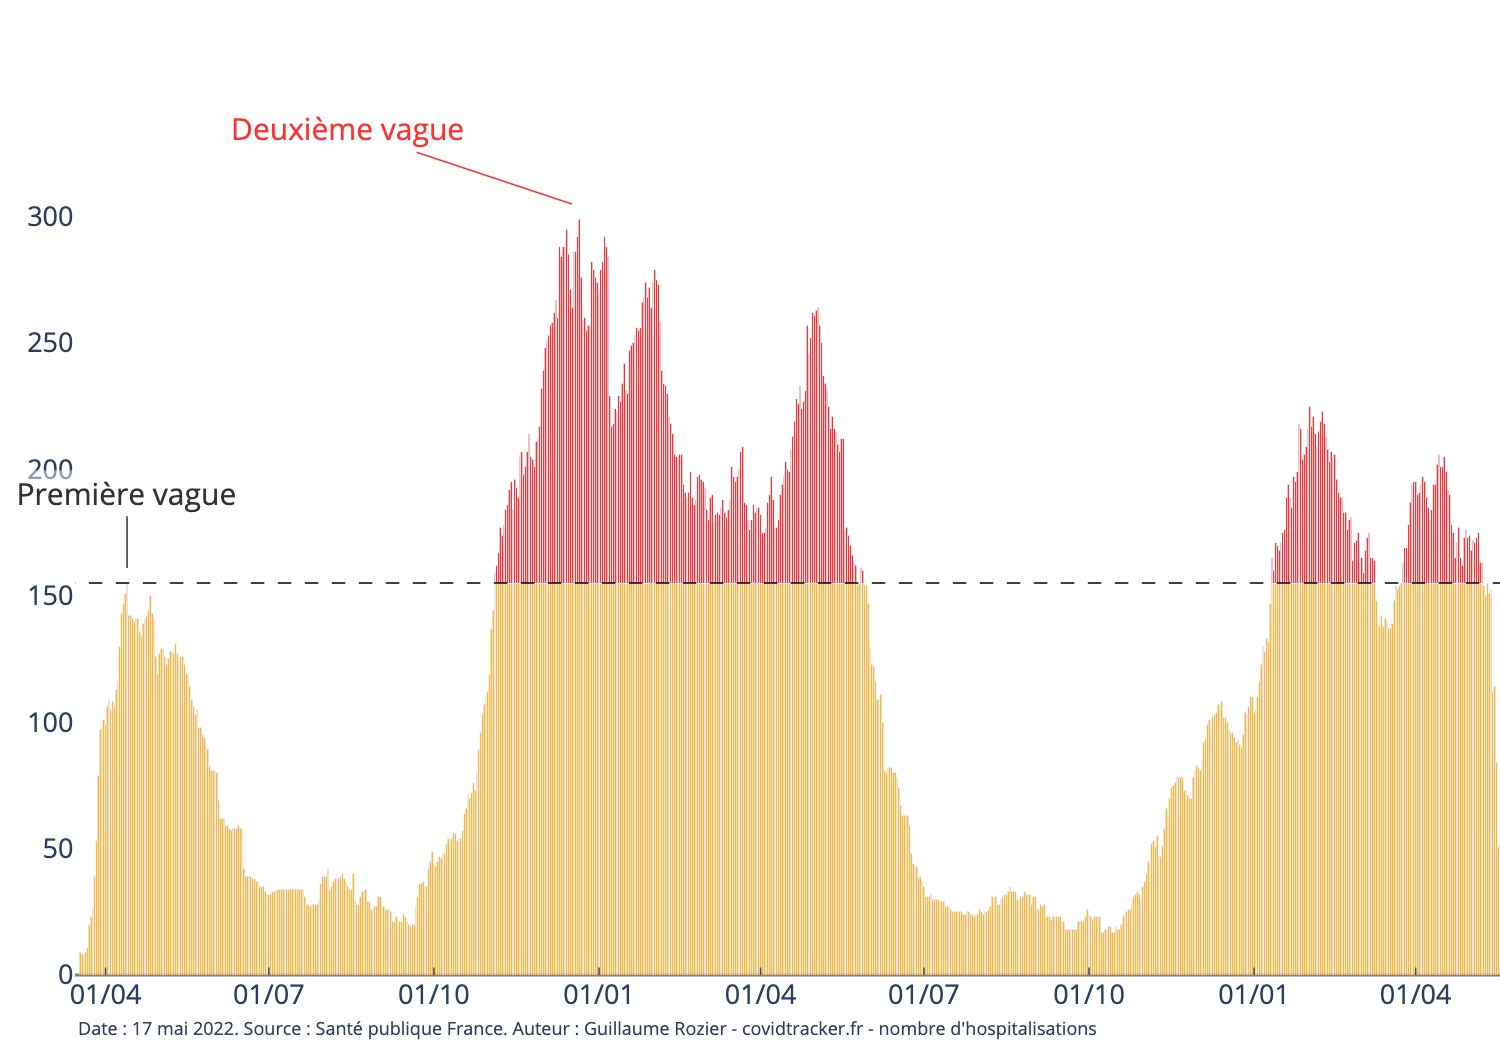 Deuxième vague
300
250
200
Première vague
150
100
50
0
01/04 01/07 01/10 01/01 01/04 01/07 01/10 01/01 01/04
Date : 17 mai 2022. Source : Santé publique France. Auteur : Guillaume Rozier - covidtracker.fr - nombre d'hospitalisations